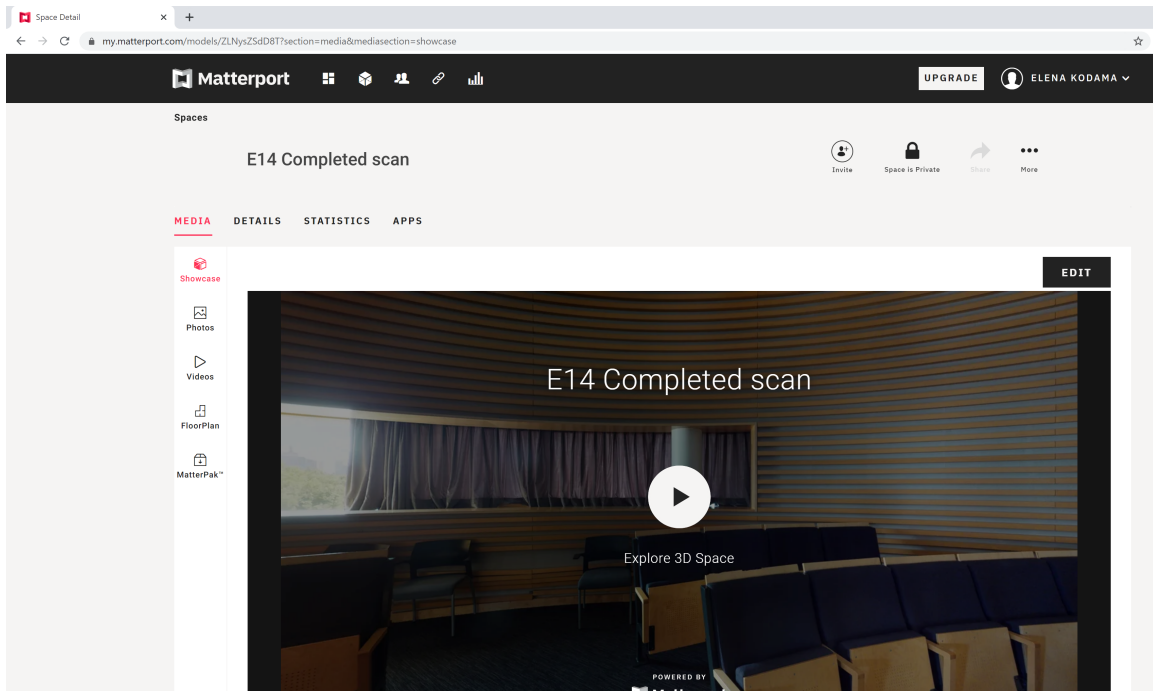 Space Detail
my.matterport.com/models/ZLNysZSdD8T?section=media&mediasection=showcase
Matterport
UPGRADE
ELENA KODAMA
Spaces
E14 Completed scan
Invite
Space is Private
Share
More
MEDIA DETAILS STATISTICS APPS
Showcase
EDIT
Photos
Videos
FloorPlan
MatterPak™
E14 Completed scan
Explore 3D Space
POWERED BY